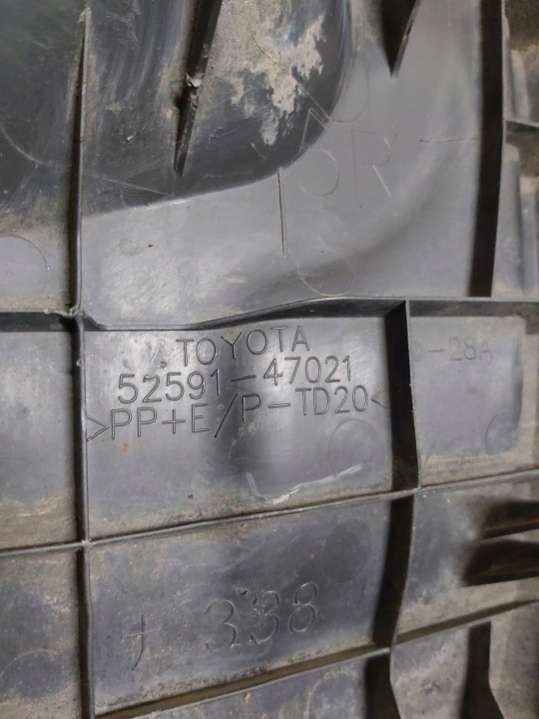 TOYOTA
52591-47021
>PP+E/P-TD20<
-28A
338